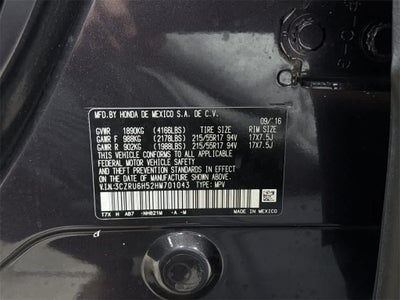 MFD.BY HONDA DE MEXICO S.A. DE C.V.
09/'16
GVWR 1890KG (4166LBS) TIRE SIZE RIM SIZE
GAWR F 988KG (2178LBS) 215/55R17 94V 17X7.5J
GAWR R 902KG (1988LBS) 215/55R17 94V 17X7.5J
THIS VEHICLE CONFORMS TO ALL APPLICABLE
FEDERAL MOTOR VEHICLE SAFETY
AND THEFT PREVENTION STANDARDS IN EFFECT
ON THE DATE OF MANUFACTURE SHOWN ABOVE.
V.I.N:3CZRU6H52HM701043 TYPE: MPV
T7X H AB7 -NH821M -A -M
MADE IN MEXICO